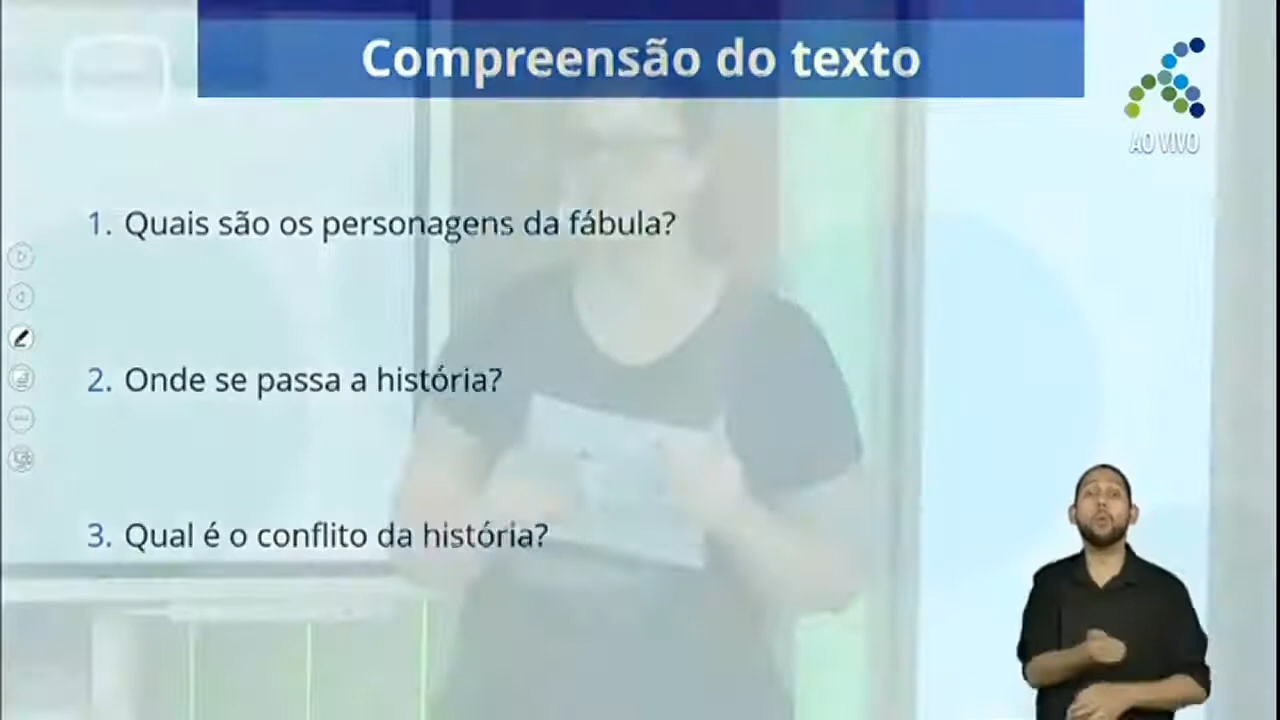 Compreensão do texto
AO VIVO
1. Quais são os personagens da fábula?
2. Onde se passa a história?
3. Qual é o conflito da história?